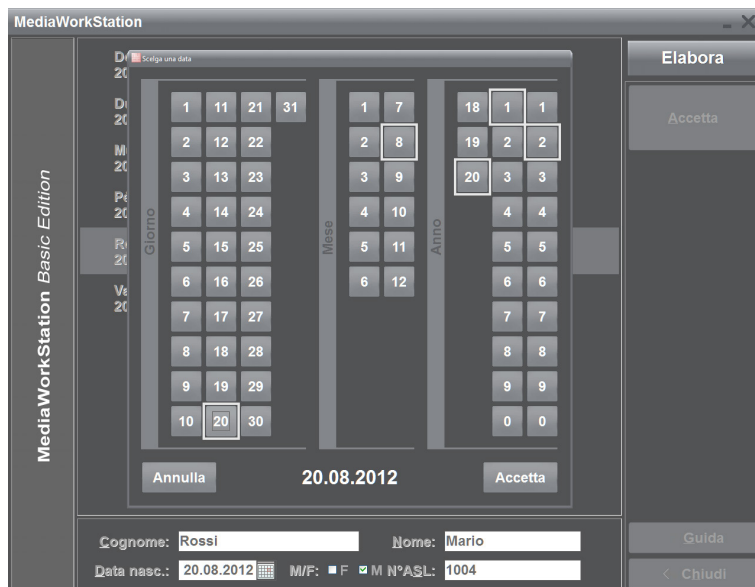 MediaWorkStation
MediaWorkStation Basic Edition
Scelga una data
Giorno
1 11 21 31
2 12 22
3 13 23
4 14 24
5 15 25
6 16 26
7 17 27
8 18 28
9 19 29
10 20 30
Mese
1 7
2 8
3 9
4 10
5 11
6 12
Anno
18 1 1
19 2 2
20 3 3
4 4
5 5
6 6
7 7
8 8
9 9
0 0
Annulla 20.08.2012 Accetta
Elabora
Accetta
Guida
< Chiudi
Cognome: Rossi Nome: Mario
Data nasc.: 20.08.2012 M/F: F M N°ASL: 1004